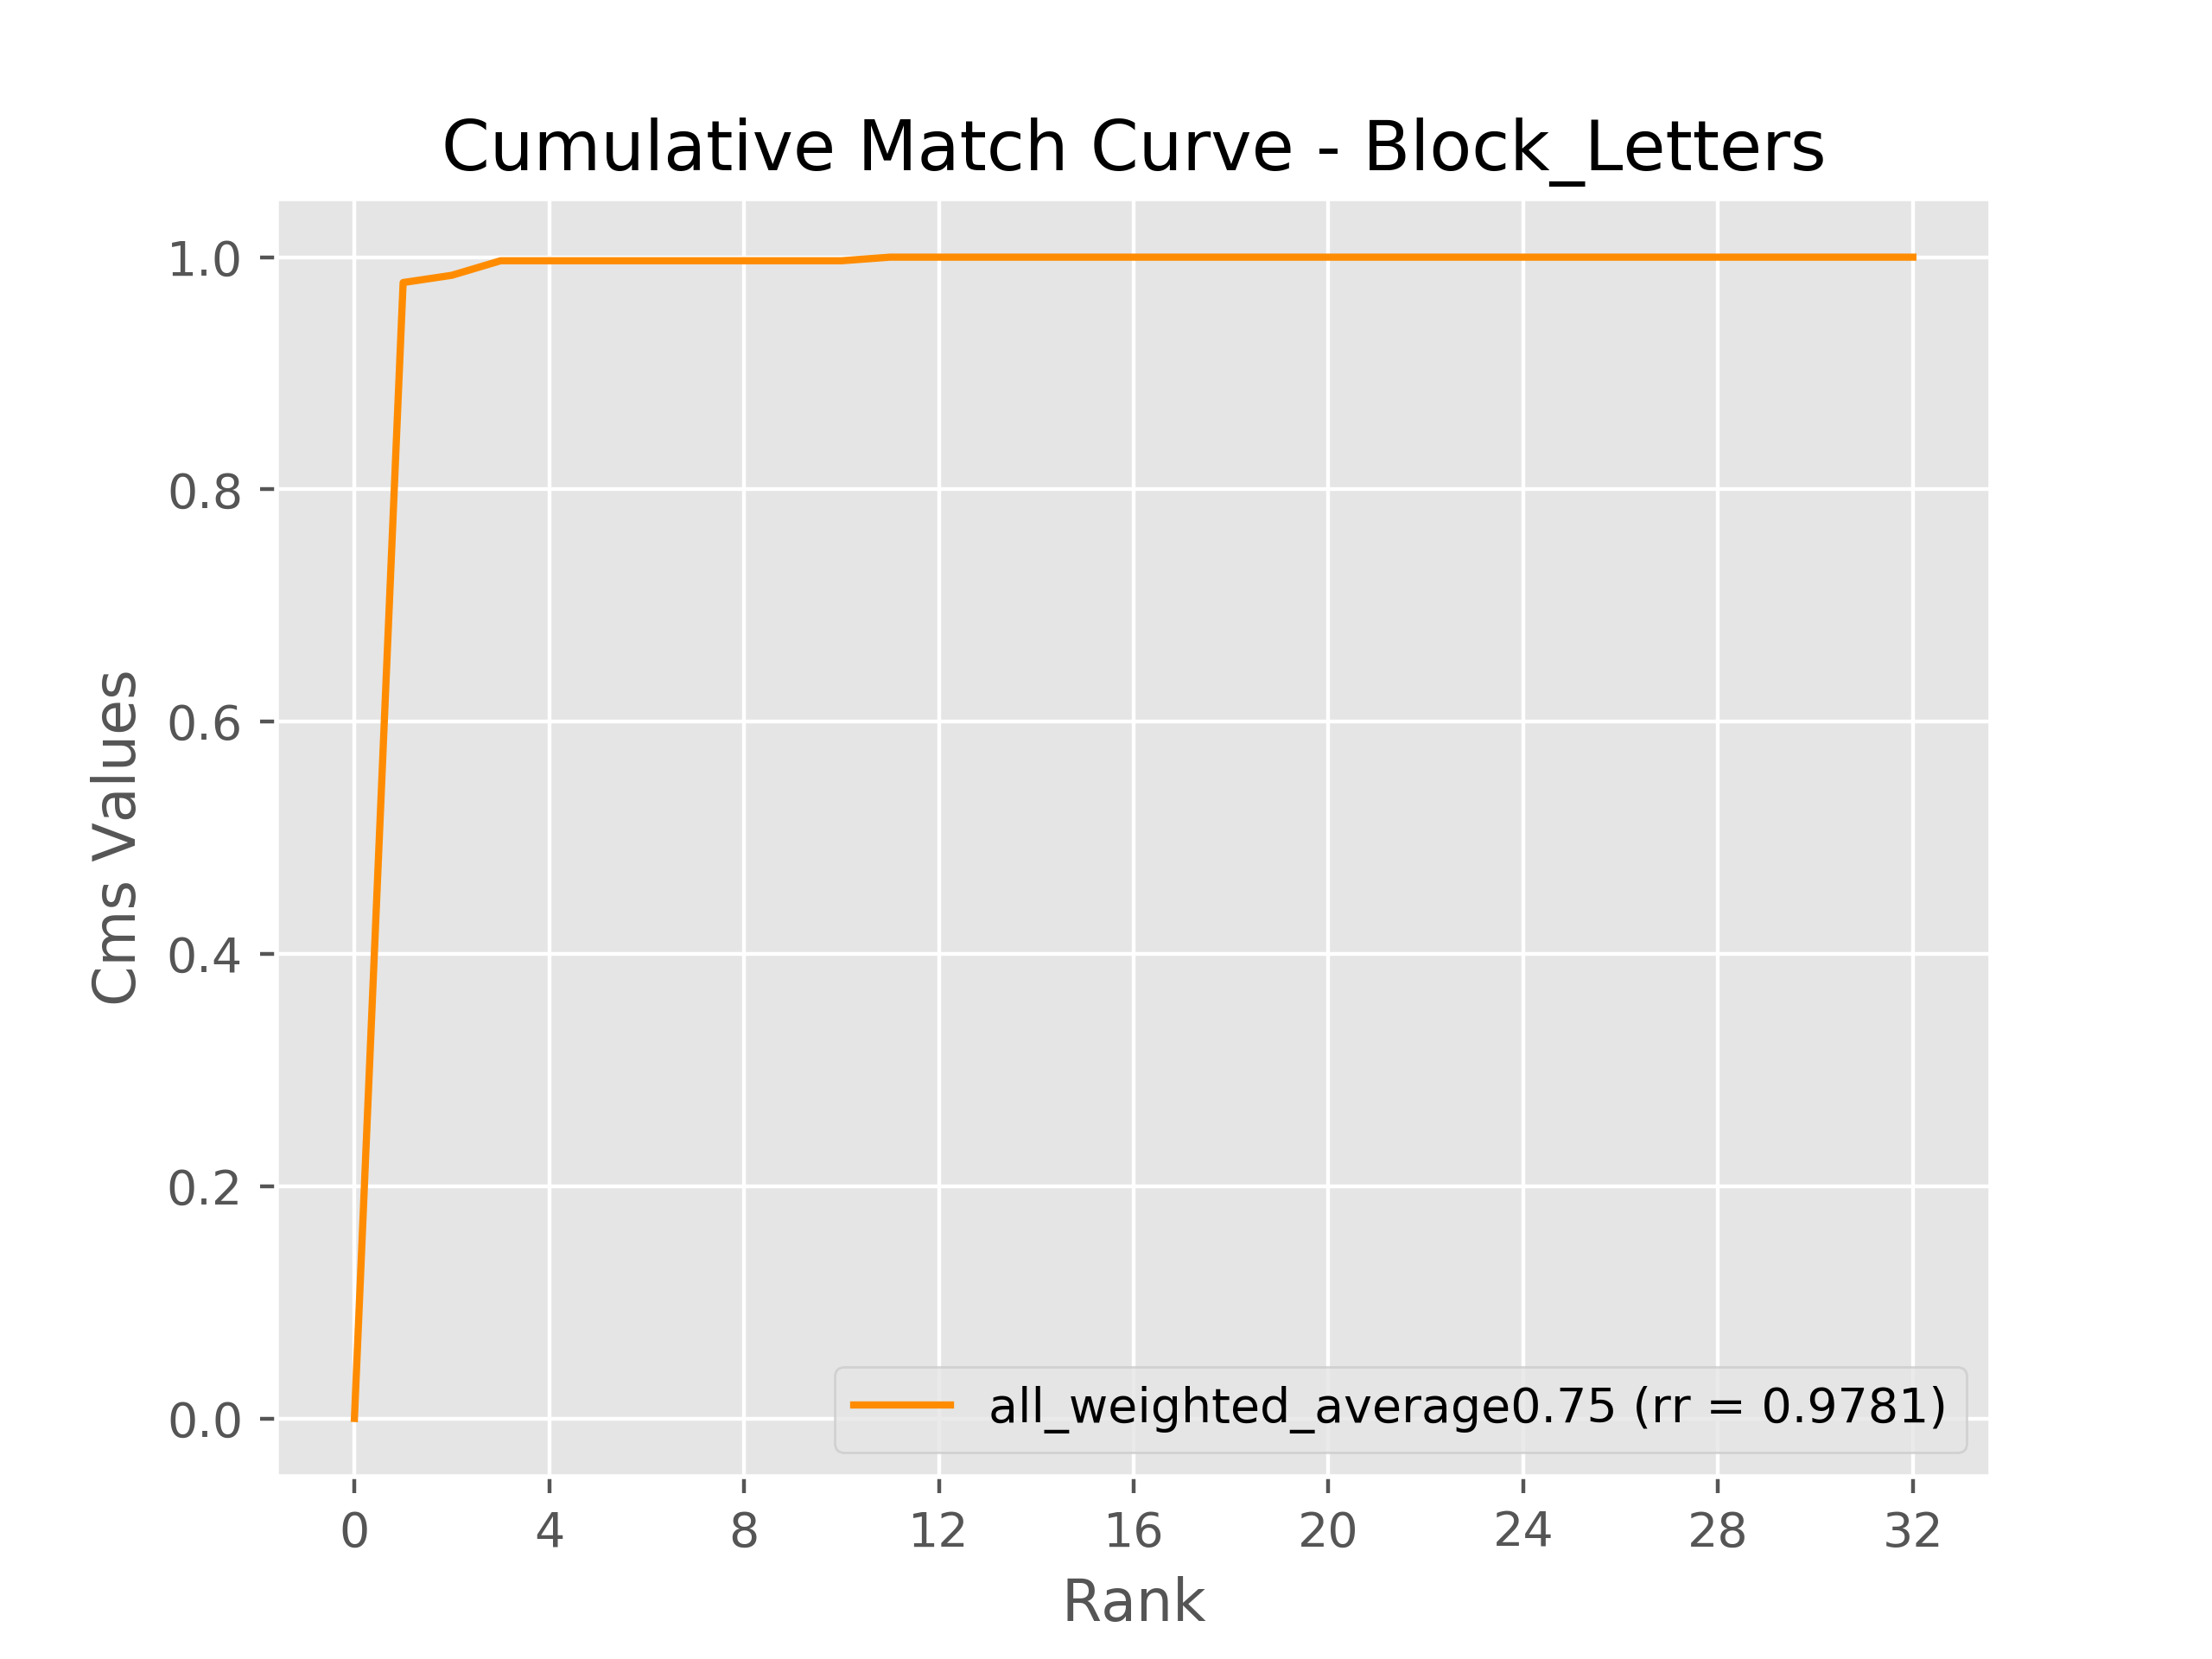 Cumulative Match Curve - Block_Letters
1.0
0.8
0.6
0.4
0.2
0.0
Cms Values
all_weighted_average0.75 (rr = 0.9781)
0 4 8 12 16 20 24 28 32
Rank